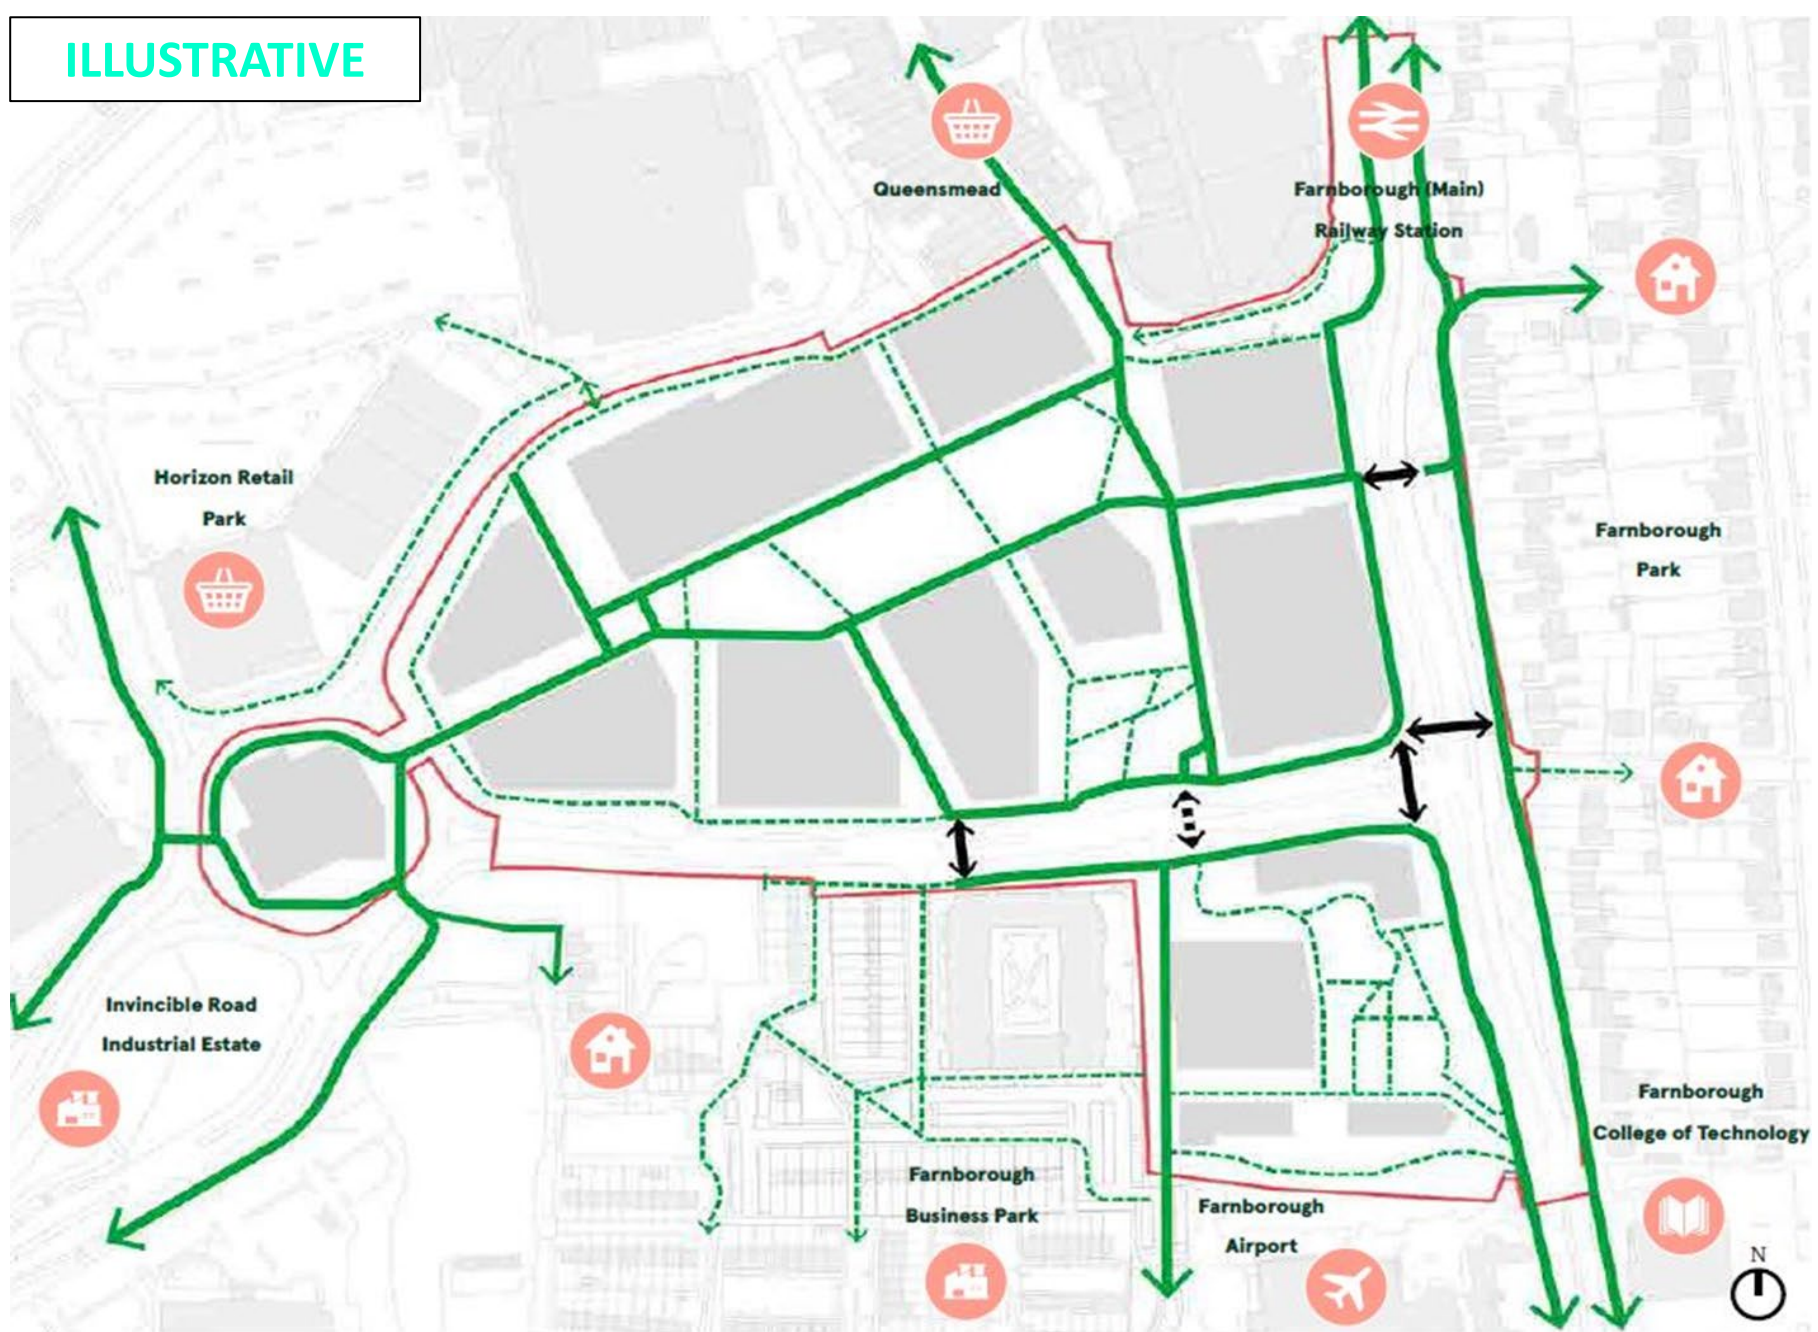 ILLUSTRATIVE
Queensmead
Farnborough (Main)
Railway Station
Horizon Retail
Park
Farnborough
Park
Invincible Road
Industrial Estate
Farnborough
College of Technology
Farnborough
Business Park
Farnborough
Airport
N